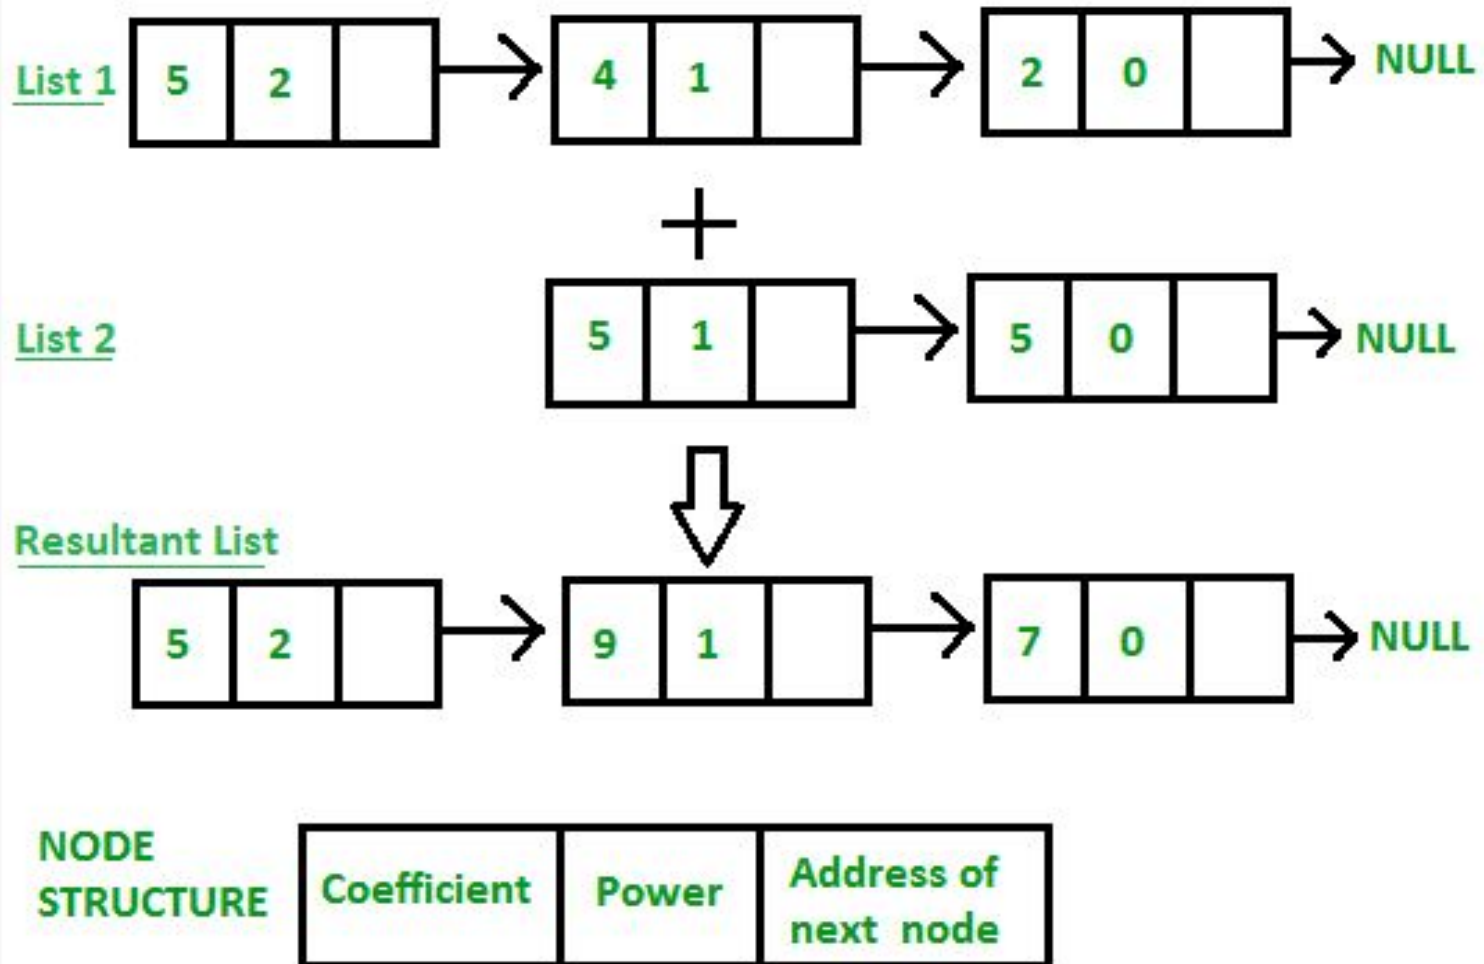 List 1 5 2 4 1 2 0 NULL
+
List 2 5 1 5 0 NULL
Resultant List
5 2 9 1 7 0 NULL
NODE STRUCTURE
Coefficient
Power
Address of
next node